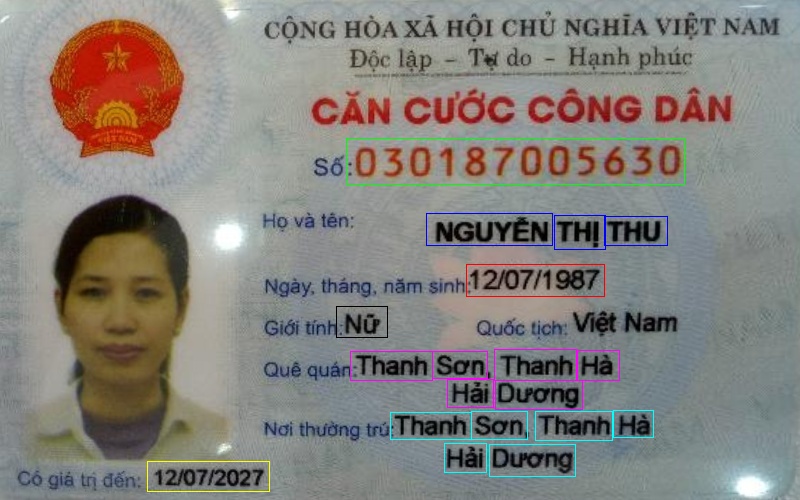 CỘNG HÒA XÃ HỘI CHỦ NGHĨA VIỆT NAM
Độc lập - Tự do - Hạnh phúc
CĂN CƯỚC CÔNG DÂN
Số: 030187005630
Họ và tên: NGUYỄN THỊ THU
Ngày, tháng, năm sinh: 12/07/1987
Giới tính: Nữ Quốc tịch: Việt Nam
Quê quán: Thanh Sơn, Thanh Hà
Hải Dương
Nơi thường trú: Thanh Sơn, Thanh Hà
Hải Dương
Có giá trị đến: 12/07/2027